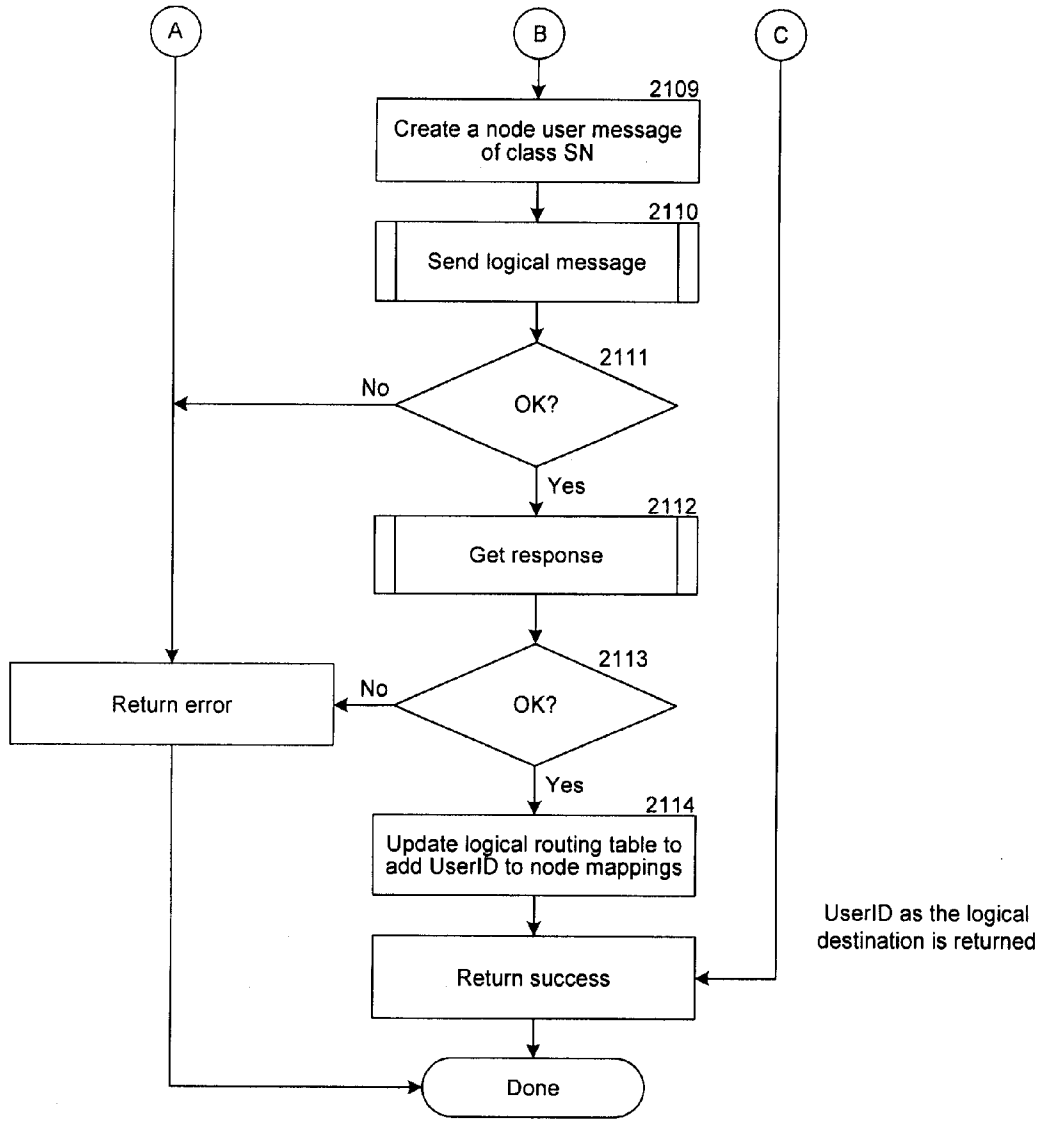 A
B
C
2109
Create a node user message
of class SN
2110
Send logical message
2111
No
OK?
Yes
2112
Get response
2113
No
OK?
Return error
Yes
2114
Update logical routing table to
add UserID to node mappings
UserID as the logical
destination is returned
Return success
Done